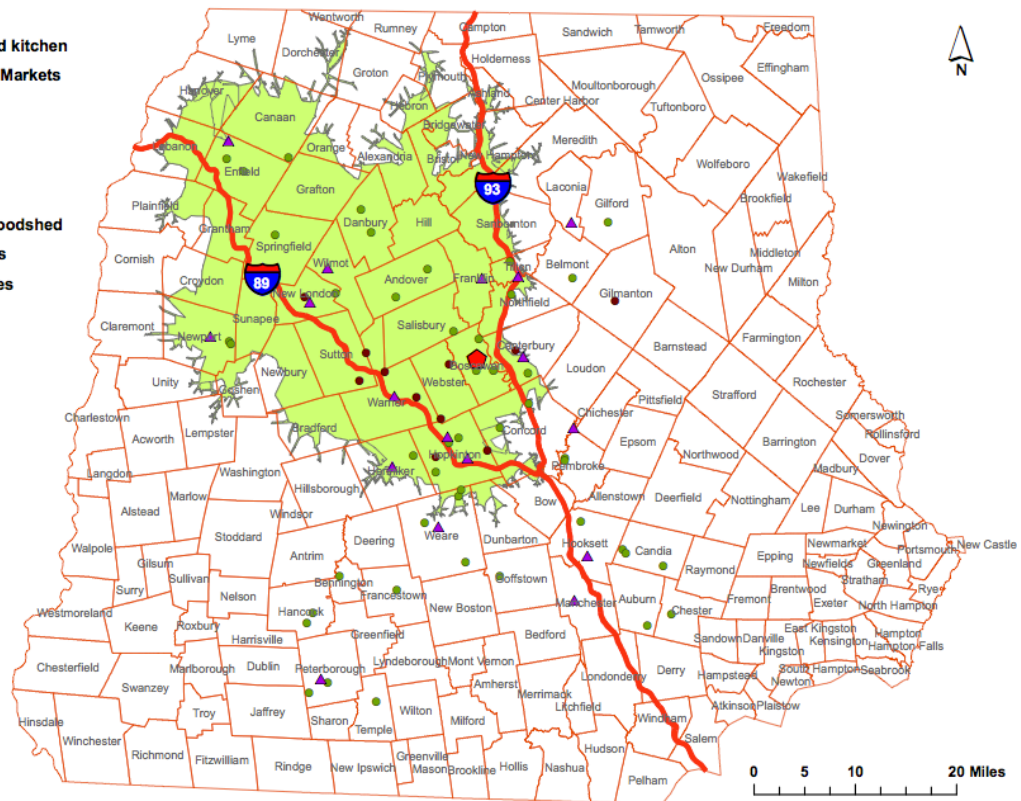 d kitchen
Markets
oodshed
s
es
N
Wentworth
Rumney
Campton
Sandwich
Tamworth
Freedom
Lyme
Dorchester
Groton
Plymouth
Holderness
Moultonborough
Ossipee
Effingham
Hanover
Canaan
Hebron
Ashland
Center Harbor
Tuftonboro
Bridgewater
Lebanon
Orange
Alexandria
Bristol
New Hampton
Meredith
Wolfeboro
Wakefield
Enfield
Grafton
93
Laconia
Gilford
Brookfield
Plainfield
Grantham
Danbury
Hill
Sanbornton
Alton
Middleton
Cornish
Springfield
Wilmot
Andover
Franklin
Tilton
Belmont
New Durham
Milton
Croydon
89
New London
Northfield
Gilmanton
Claremont
Newport
Sunapee
Salisbury
Canterbury
Barnstead
Farmington
Unity
Goshen
Newbury
Sutton
Webster
Boscawen
Loudon
Pittsfield
Strafford
Rochester
Charlestown
Acworth
Lempster
Bradford
Warner
Concord
Chichester
Epsom
Northwood
Barrington
Somersworth
Rollinsford
Dover
Madbury
Langdon
Washington
Hillsborough
Henniker
Hopkinton
Pembroke
Alstead
Marlow
Windsor
Bow
Allenstown
Deerfield
Nottingham
Lee
Durham
Newington
Walpole
Stoddard
Deering
Weare
Dunbarton
Hooksett
Candia
Epping
Newmarket
Portsmouth
New Castle
Gilsum
Antrim
Raymond
Newfields
Greenland
Surry
Sullivan
Nelson
Bennington
Francestown
Goffstown
Stratham
Rye
Westmoreland
Keene
Roxbury
Hancock
New Boston
Manchester
Auburn
Chester
Fremont
Brentwood
Exeter
North Hampton
Harrisville
Greenfield
Bedford
Sandown
Danville
Kingston
East Kingston
Kensington
Hampton
Hampton Falls
Chesterfield
Marlborough
Dublin
Peterborough
Lyndeborough
Mont Vernon
Londonderry
Derry
Hampstead
South Hampton
Seabrook
Newton
Swanzey
Amherst
Merrimack
Litchfield
Atkinson
Plaistow
Hinsdale
Troy
Jaffrey
Sharon
Temple
Wilton
Milford
Windham
Salem
Winchester
Richmond
Fitzwilliam
Rindge
New Ipswich
Greenville
Mason
Brookline
Hollis
Nashua
Hudson
Pelham
0 5 10 20 Miles